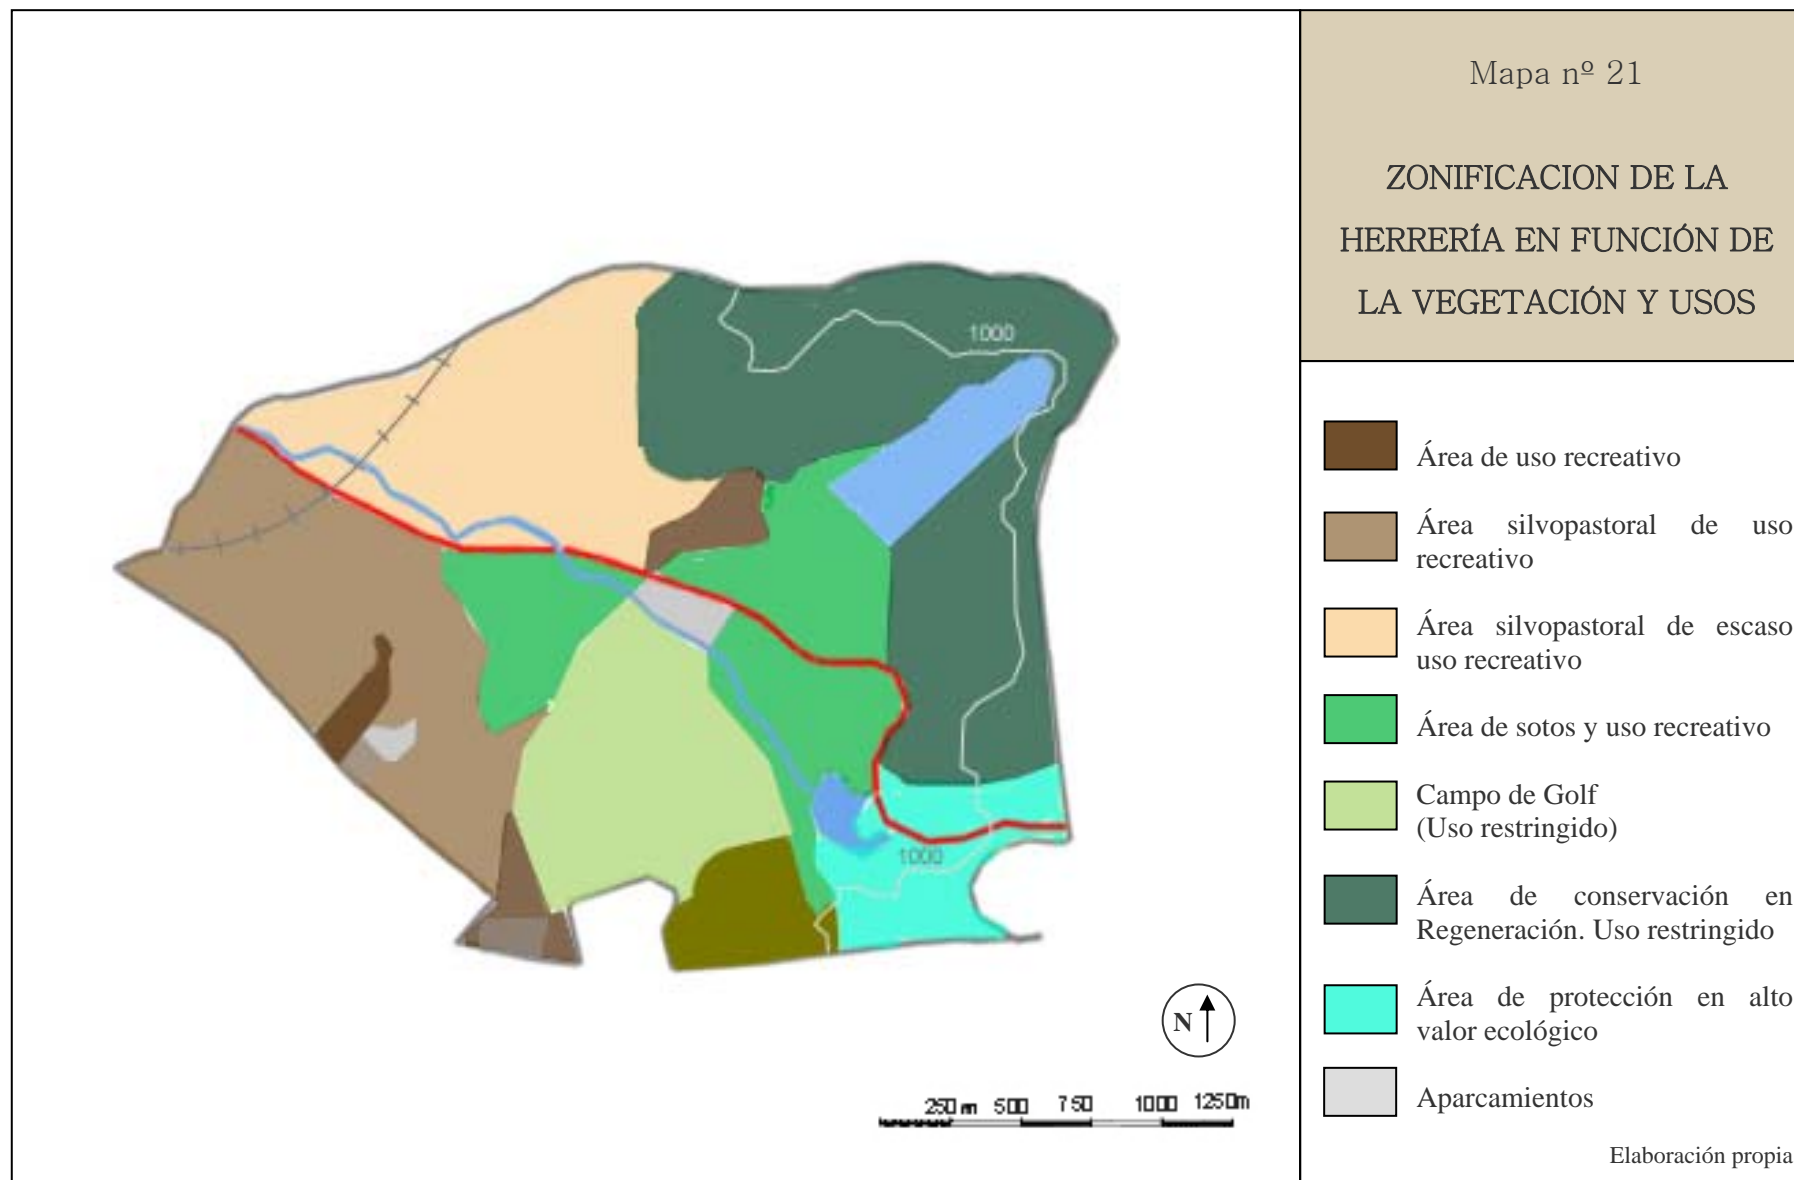 Mapa nº 21
ZONIFICACION DE LA
HERRERÍA EN FUNCIÓN DE
LA VEGETACIÓN Y USOS
1000
1000
Área de uso recreativo
Área silvopastoral de uso
recreativo
Área silvopastoral de escaso
uso recreativo
Área de sotos y uso recreativo
Campo de Golf
(Uso restringido)
Área de conservación en
Regeneración. Uso restringido
Área de protección en alto
valor ecológico
Aparcamientos
N
250 m 500 750 1000 1250m
Elaboración propia